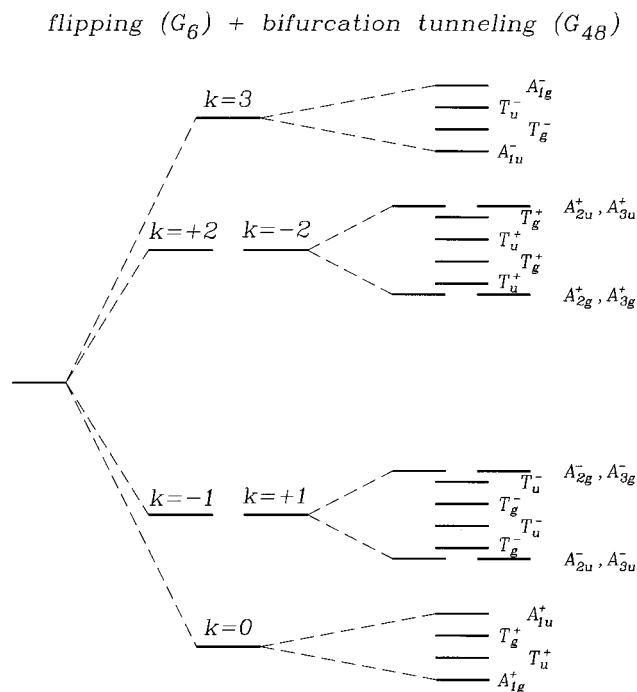 flipping (G6) + bifurcation tunneling (G48)
k=3
A1g-
Tu-
Tg-
A1u-
k=+2 k=-2
A2u+, A3u+
Tg+
Tu+
Tg+
Tu+
A2g+, A3g+
k=-1 k=+1
A2g-, A3g-
Tu-
Tg-
Tu-
Tg-
A2u-, A3u-
k=0
A1u+
Tg+
Tu+
A1g+